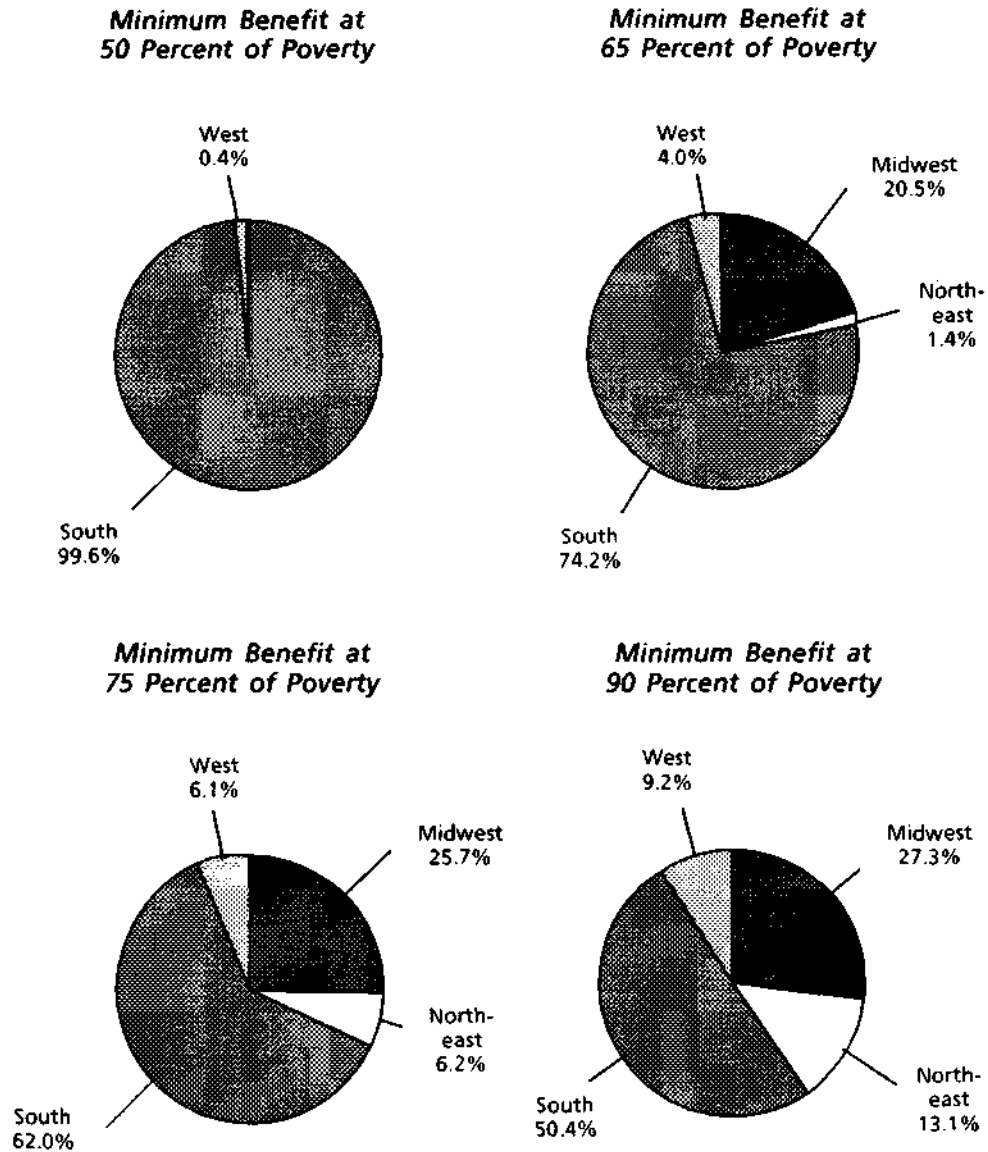 Minimum Benefit at
50 Percent of Poverty
West
0.4%
South
99.6%
Minimum Benefit at
65 Percent of Poverty
West
4.0%
Midwest
20.5%
North-
east
1.4%
South
74.2%
Minimum Benefit at
75 Percent of Poverty
West
6.1%
Midwest
25.7%
North-
east
6.2%
South
62.0%
Minimum Benefit at
90 Percent of Poverty
West
9.2%
Midwest
27.3%
North-
east
13.1%
South
50.4%